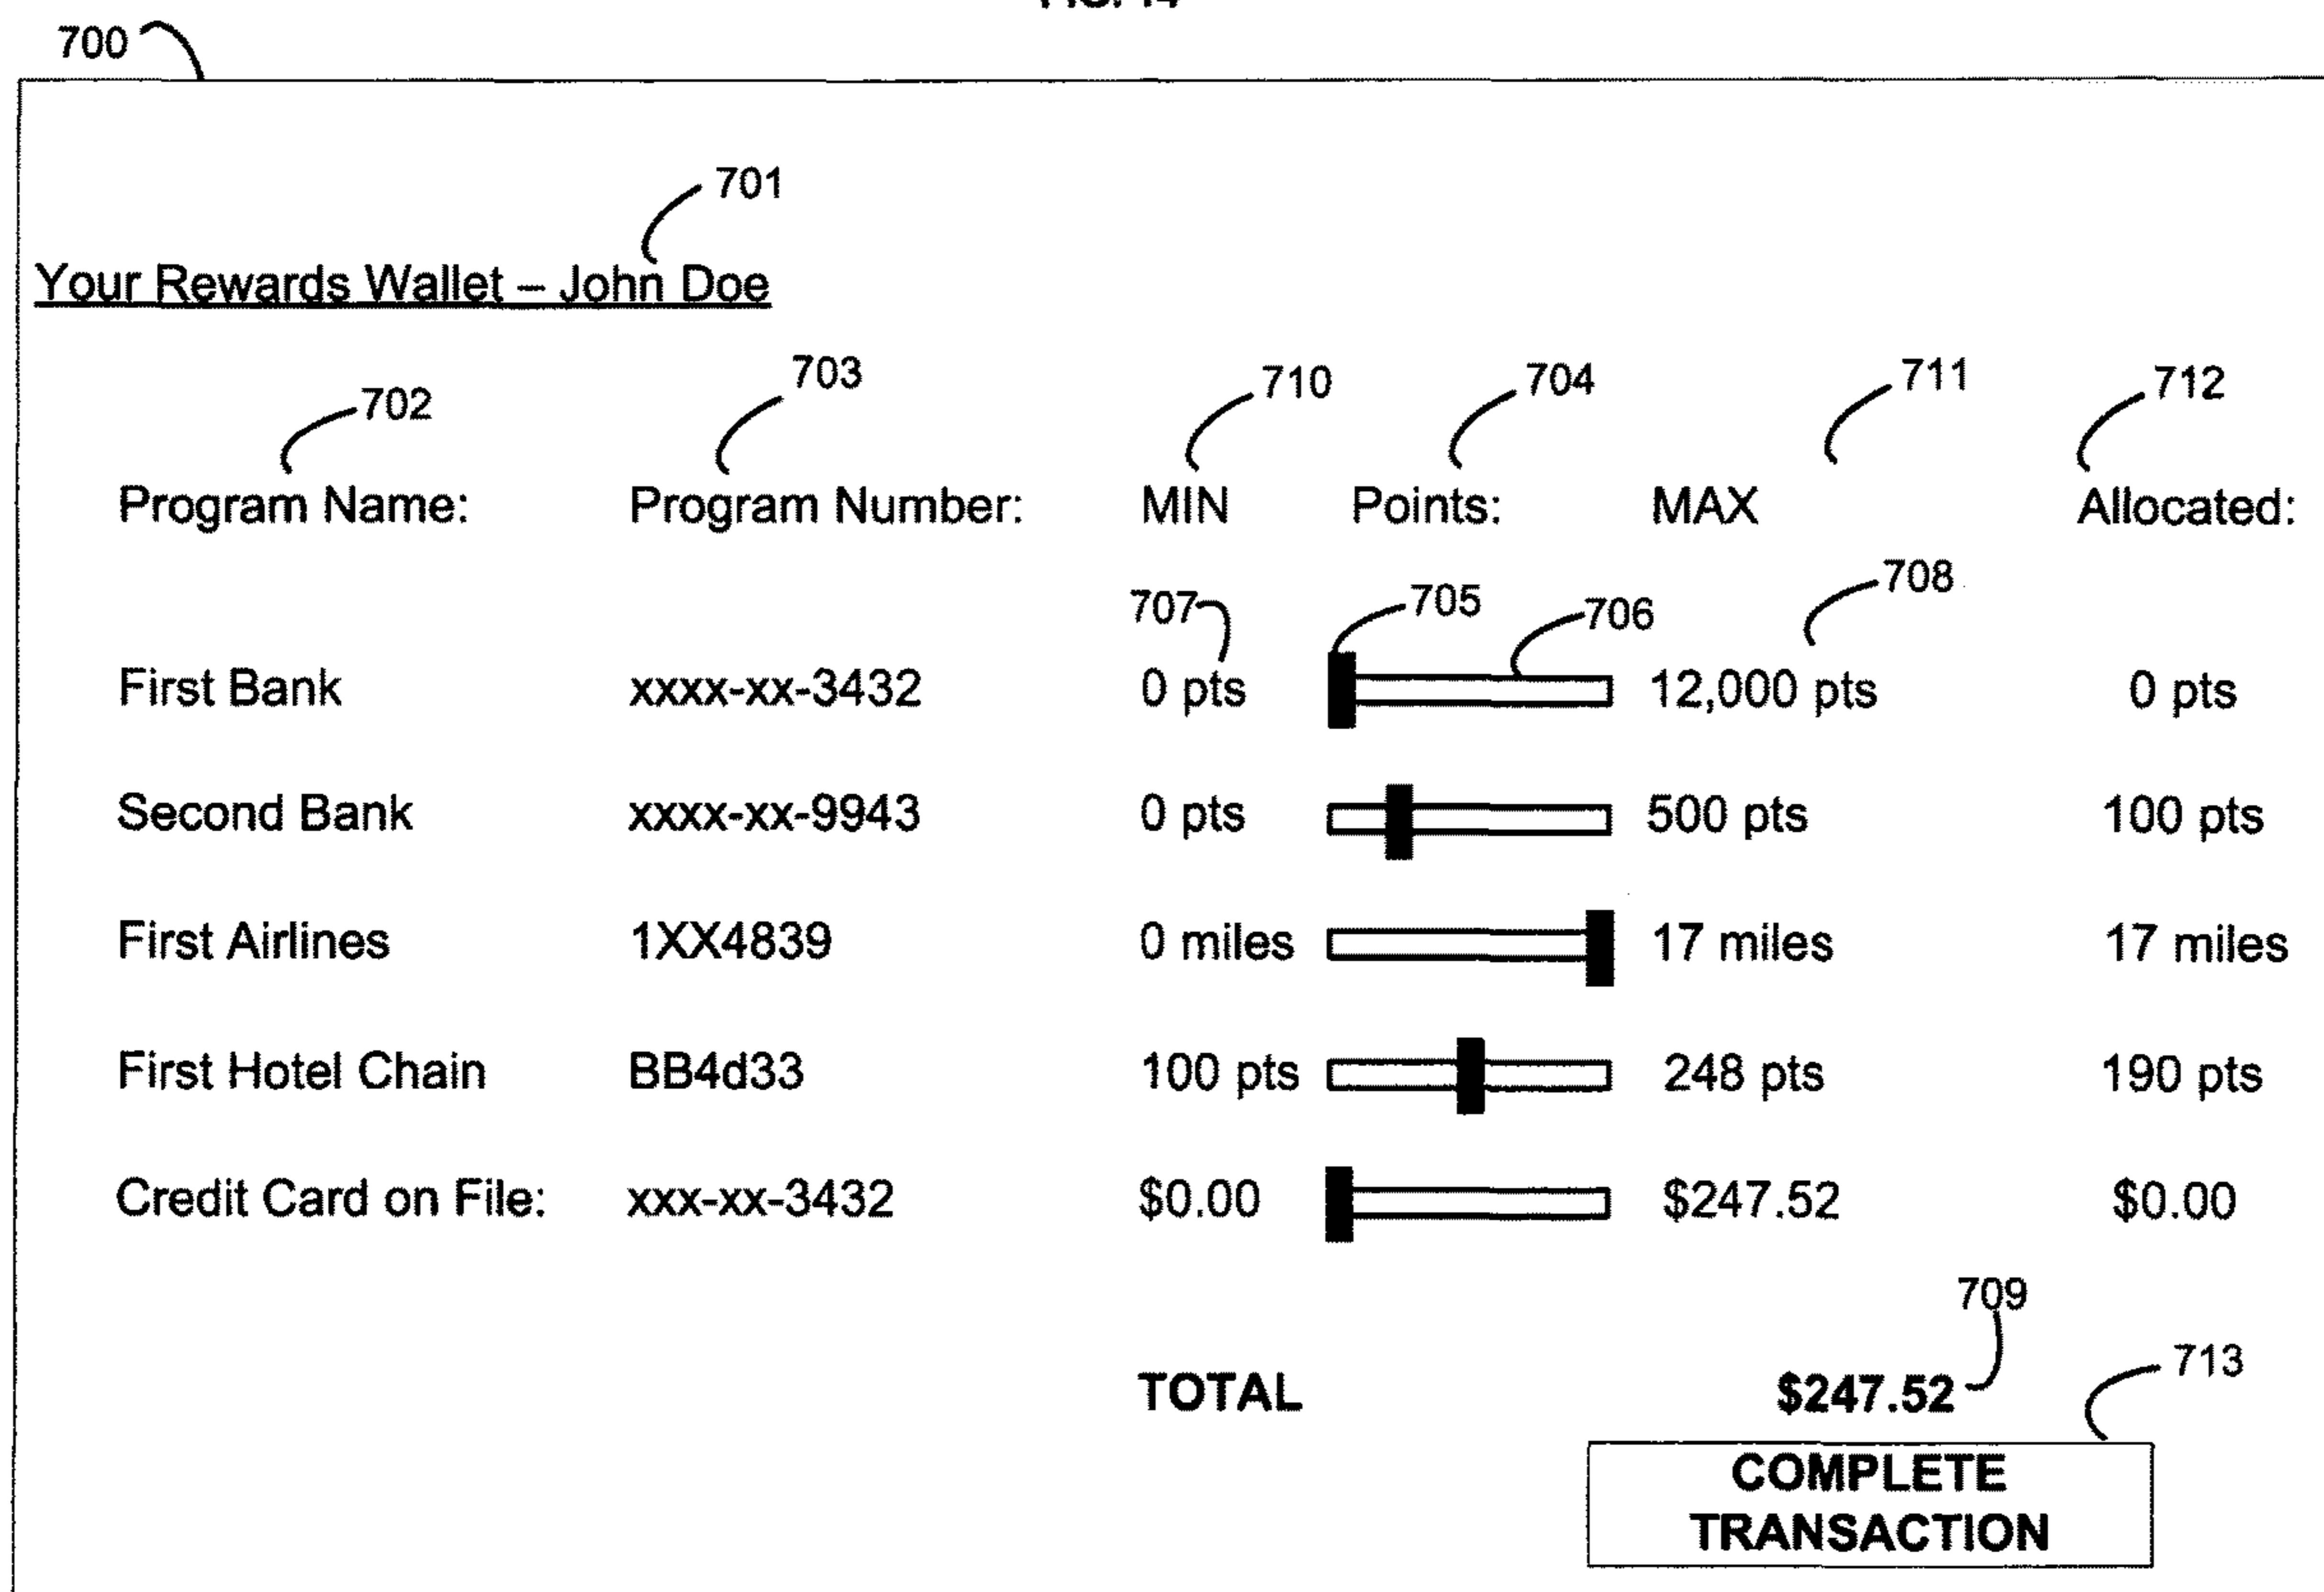 700
701
Your Rewards Wallet – John Doe
702 703 710 704 711 712
Program Name: Program Number: MIN Points: MAX Allocated:
707 705 706 708
First Bank xxxx-xx-3432 0 pts 12,000 pts 0 pts
Second Bank xxxx-xx-9943 0 pts 500 pts 100 pts
First Airlines 1XX4839 0 miles 17 miles 17 miles
First Hotel Chain BB4d33 100 pts 248 pts 190 pts
Credit Card on File: xxx-xx-3432 $0.00 $247.52 $0.00
709
713
TOTAL $247.52
COMPLETE
TRANSACTION